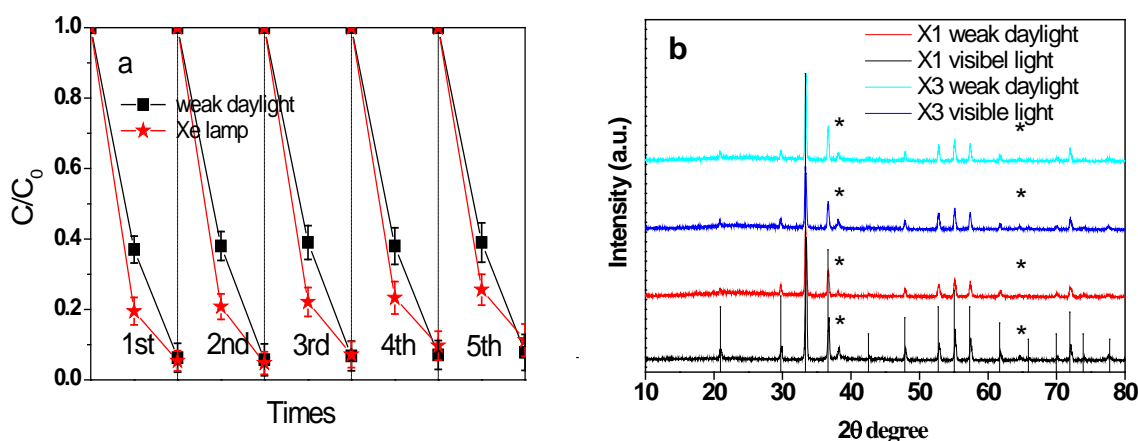 a
weak daylight
Xe lamp
C/C0
1.0
0.8
0.6
0.4
0.2
0.0
1st 2nd 3rd 4th 5th
Times
b
X1 weak daylight
X1 visibel light
X3 weak daylight
X3 visible light
* *
* *
* *
* *
Intensity (a.u.)
10 20 30 40 50 60 70 80
2θ degree